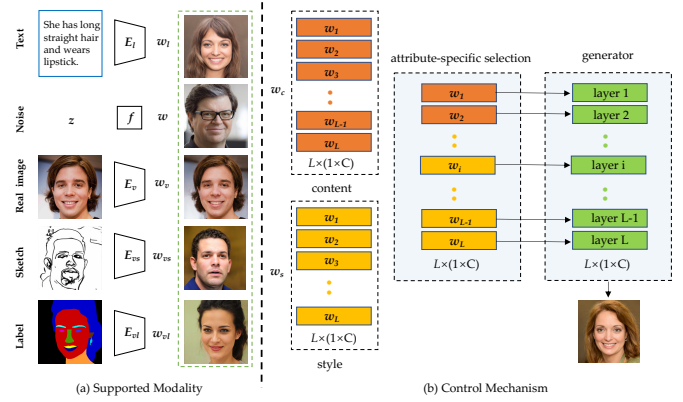 Text
She has long
straight hair
and wears
lipstick.
E_l
w_l
Noise
z
f
w
Real image
E_v
w_v
Sketch
E_vs
w_vs
Label
E_vl
w_vl
(a) Supported Modality
w_c
w_1
w_2
w_3
w_{L-1}
w_L
L×(1×C)
content
w_s
w_1
w_2
w_3
w_L
L×(1×C)
style
attribute-specific selection
w_1
w_2
w_i
w_{L-1}
w_L
L×(1×C)
generator
layer 1
layer 2
layer i
layer L-1
layer L
L×(1×C)
(b) Control Mechanism